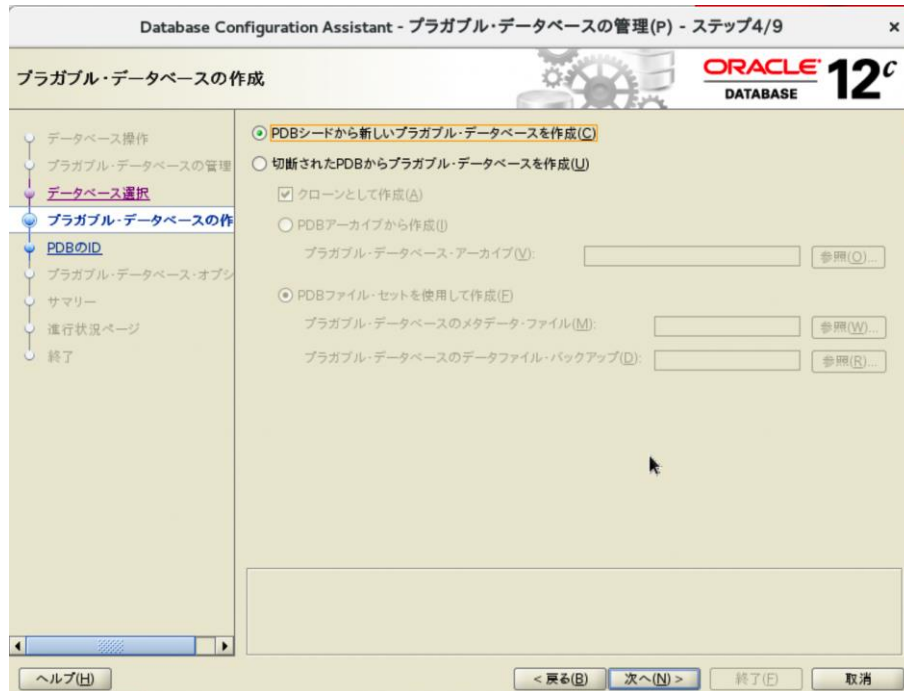 Database Configuration Assistant - プラガブル・データベースの管理(P) - ステップ4/9
プラガブル・データベースの作成
ORACLE
DATABASE
12c
データベース操作
プラガブル・データベースの管理
データベース選択
プラガブル・データベースの作
PDBのID
プラガブル・データベース・オプシ
サマリー
進行状況ページ
終了
PDBシードから新しいプラガブル・データベースを作成(C)
切断されたPDBからプラガブル・データベースを作成(U)
クローンとして作成(A)
PDBアーカイブから作成(I)
プラガブル・データベース・アーカイブ(V):
参照(O)...
PDBファイル・セットを使用して作成(F)
プラガブル・データベースのメタデータ・ファイル(M):
参照(W)...
プラガブル・データベースのデータファイル・バックアップ(D):
参照(R)...
ヘルプ(H)
< 戻る(B)
次へ(N) >
終了(F)
取消